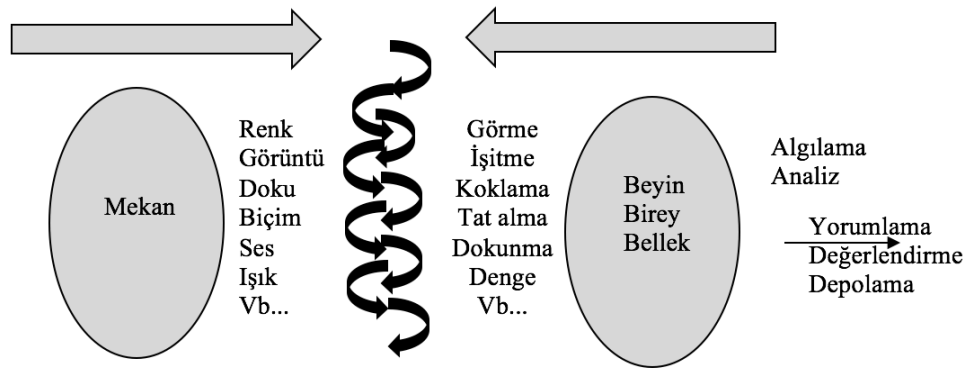 Mekan
Renk
Görüntü
Doku
Biçim
Ses
Işık
Vb...
Görme
İşitme
Koklama
Tat alma
Dokunma
Denge
Vb...
Beyin
Birey
Bellek
Algılama
Analiz
Yorumlama
Değerlendirme
Depolama